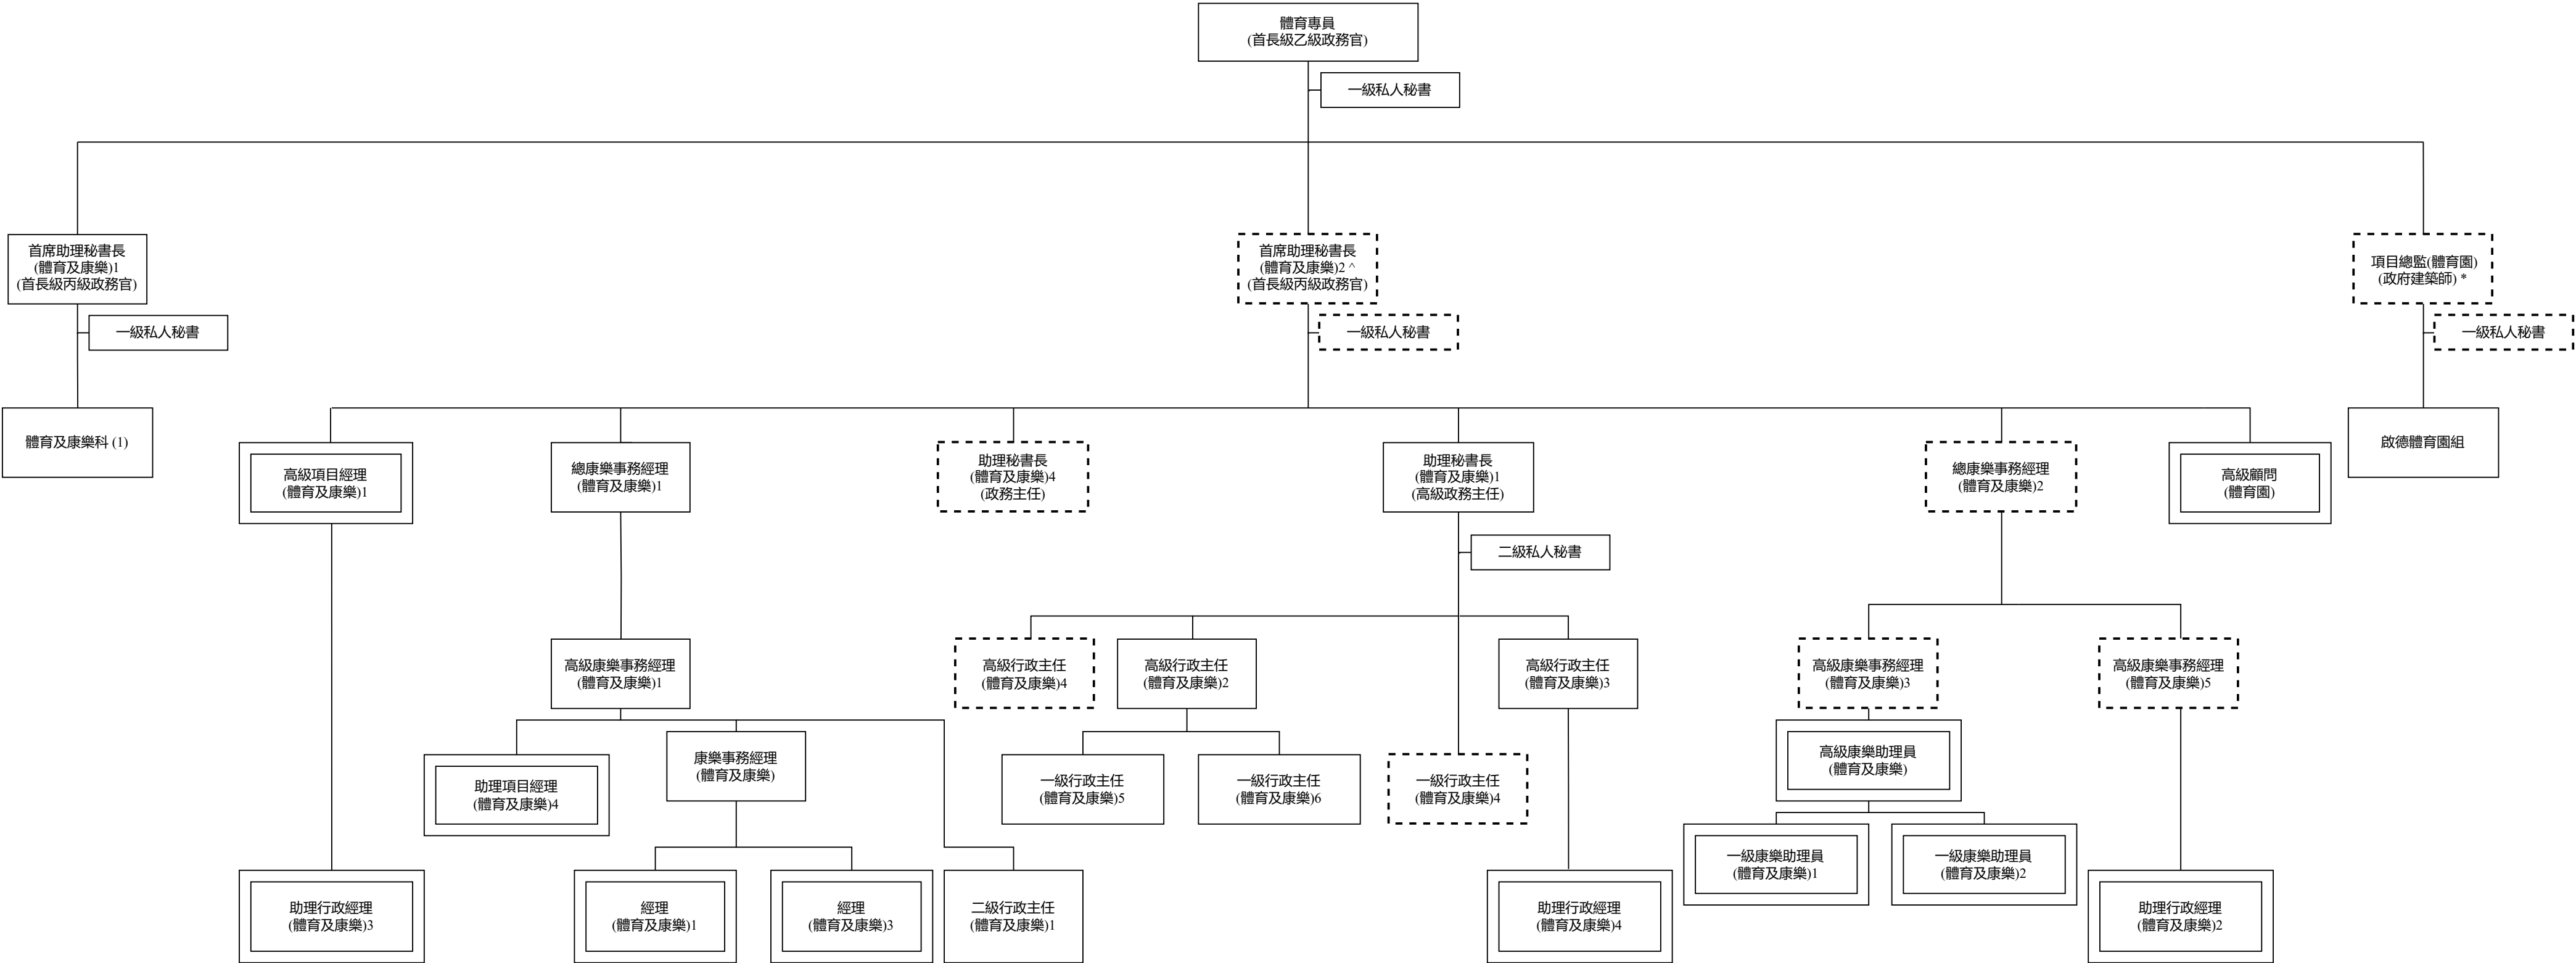 體育專員
(首長級乙級政務官)
一級私人秘書
首席助理秘書長
(體育及康樂)1
(首長級丙級政務官)
首席助理秘書長
(體育及康樂)2 ^
(首長級丙級政務官)
項目總監(體育園)
(政府建築師) *
一級私人秘書
一級私人秘書
一級私人秘書
體育及康樂科 (1)
高級項目經理
(體育及康樂)1
總康樂事務經理
(體育及康樂)1
助理秘書長
(體育及康樂)4
(政務主任)
助理秘書長
(體育及康樂)1
(高級政務主任)
總康樂事務經理
(體育及康樂)2
高級顧問
(體育園)
啟德體育園組
二級私人秘書
高級康樂事務經理
(體育及康樂)1
高級行政主任
(體育及康樂)4
高級行政主任
(體育及康樂)2
高級行政主任
(體育及康樂)3
高級康樂事務經理
(體育及康樂)3
高級康樂事務經理
(體育及康樂)5
助理項目經理
(體育及康樂)4
康樂事務經理
(體育及康樂)
一級行政主任
(體育及康樂)5
一級行政主任
(體育及康樂)6
一級行政主任
(體育及康樂)4
高級康樂助理員
(體育及康樂)
一級康樂助理員
(體育及康樂)1
一級康樂助理員
(體育及康樂)2
助理行政經理
(體育及康樂)3
經理
(體育及康樂)1
經理
(體育及康樂)3
二級行政主任
(體育及康樂)1
助理行政經理
(體育及康樂)4
助理行政經理
(體育及康樂)2